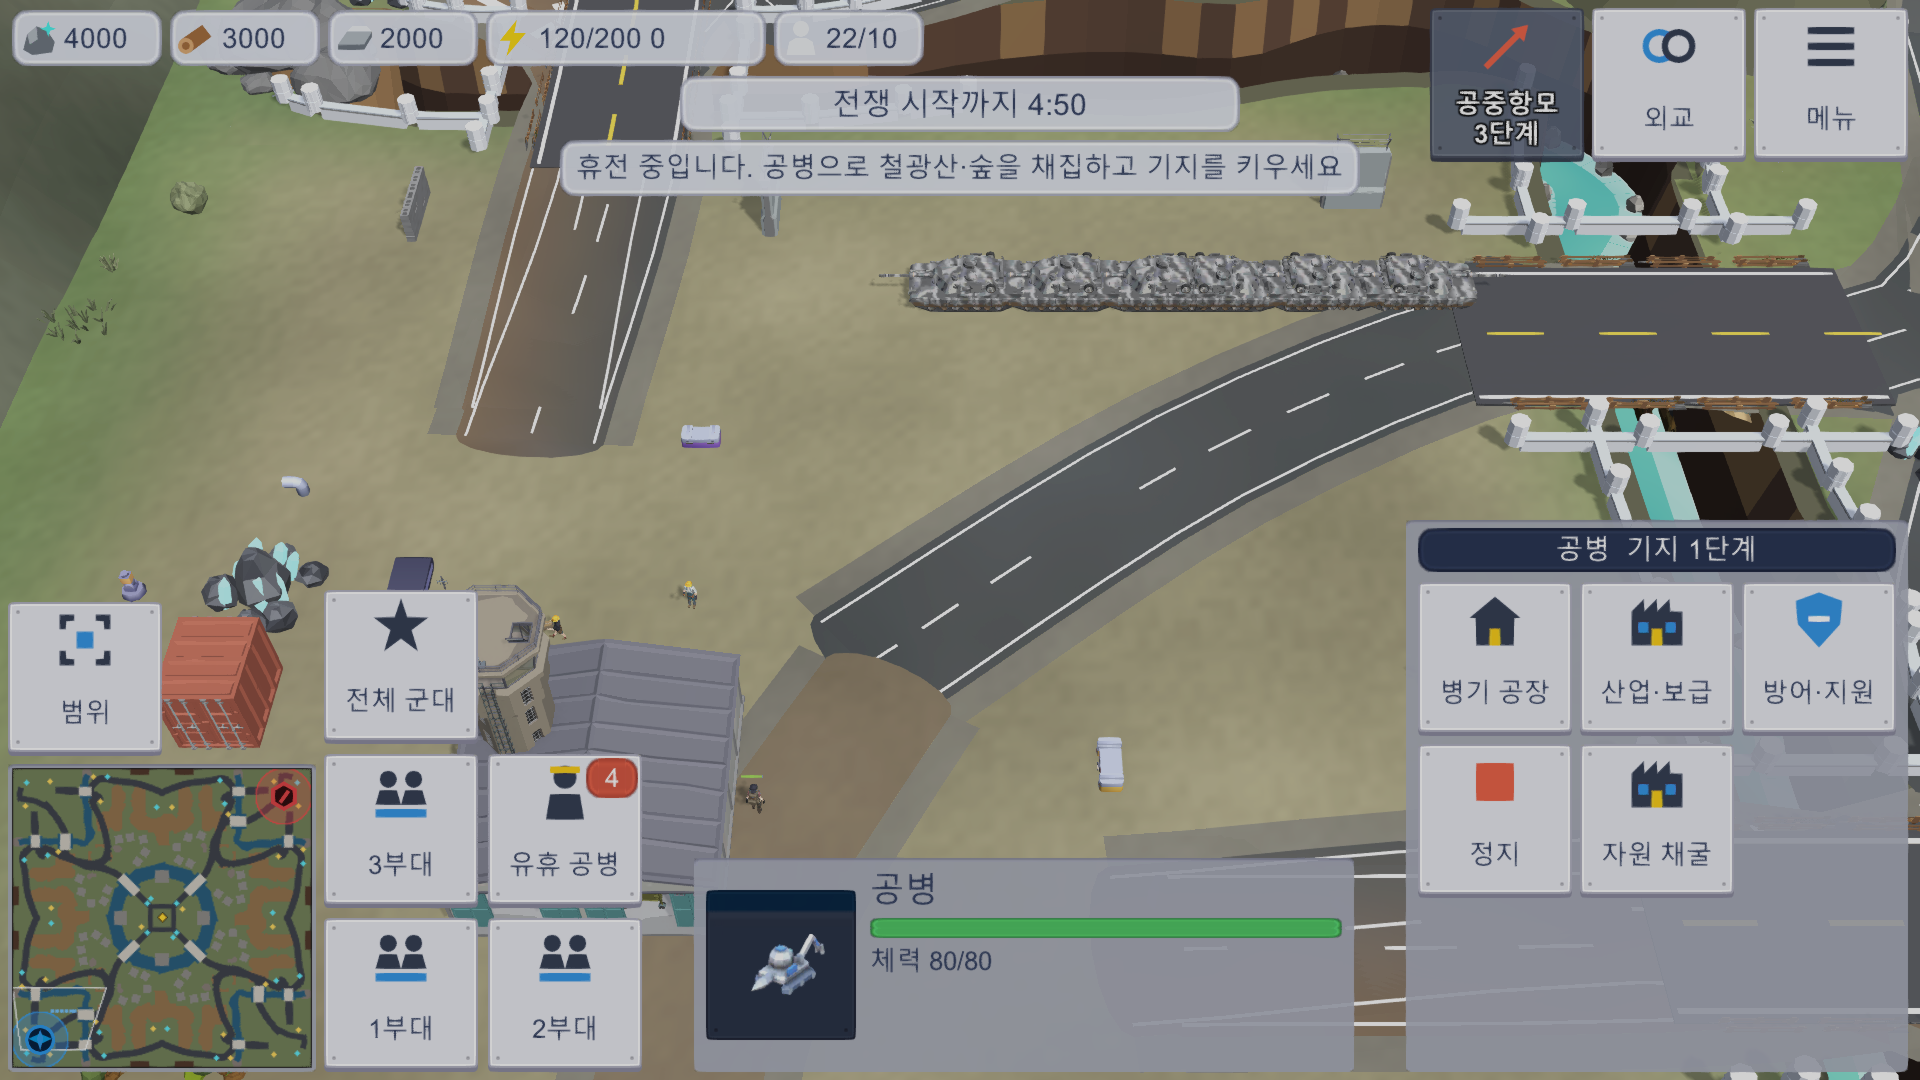 4000
3000
2000
120/200 0
22/10
전쟁 시작까지 4:50
휴전 중입니다. 공병으로 철광산·숲을 채집하고 기지를 키우세요
공중항모
3단계
외교
메뉴
공병 기지 1단계
병기 공장
산업·보급
방어·지원
정지
자원 채굴
범위
전체 군대
3부대
4
유휴 공병
1부대
2부대
공병
체력 80/80